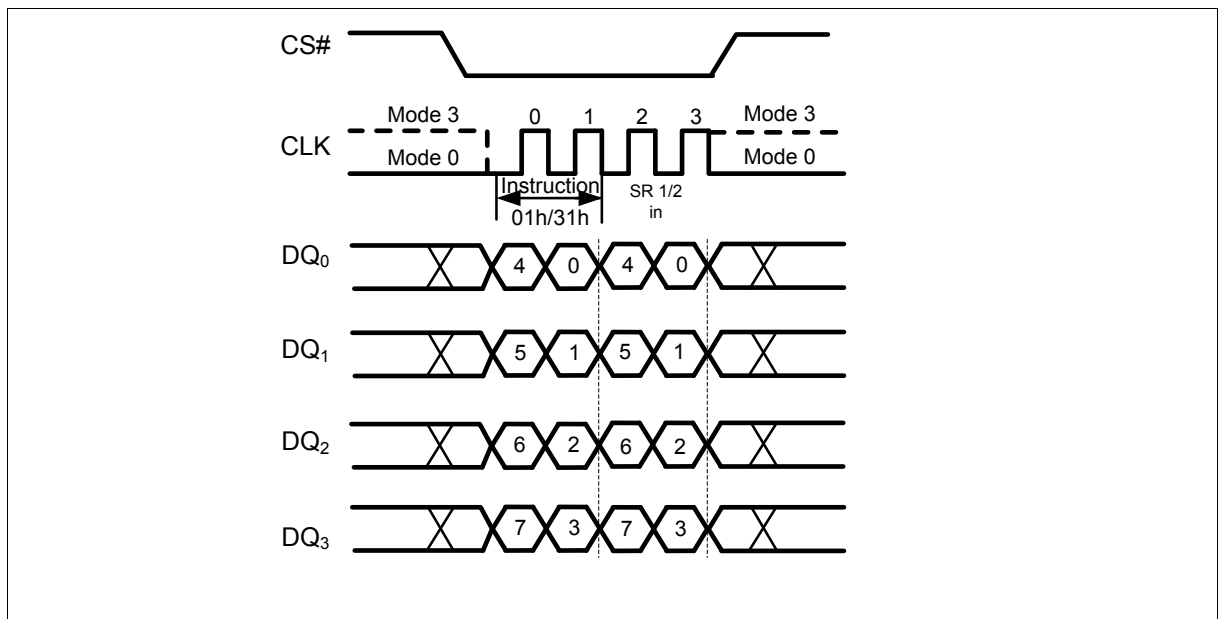 CS#
Mode 3 0 1 2 3 Mode 3
CLK
Mode 0 Mode 0
Instruction SR 1/2
01h/31h in
DQ0 4 0 4 0
DQ1 5 1 5 1
DQ2 6 2 6 2
DQ3 7 3 7 3